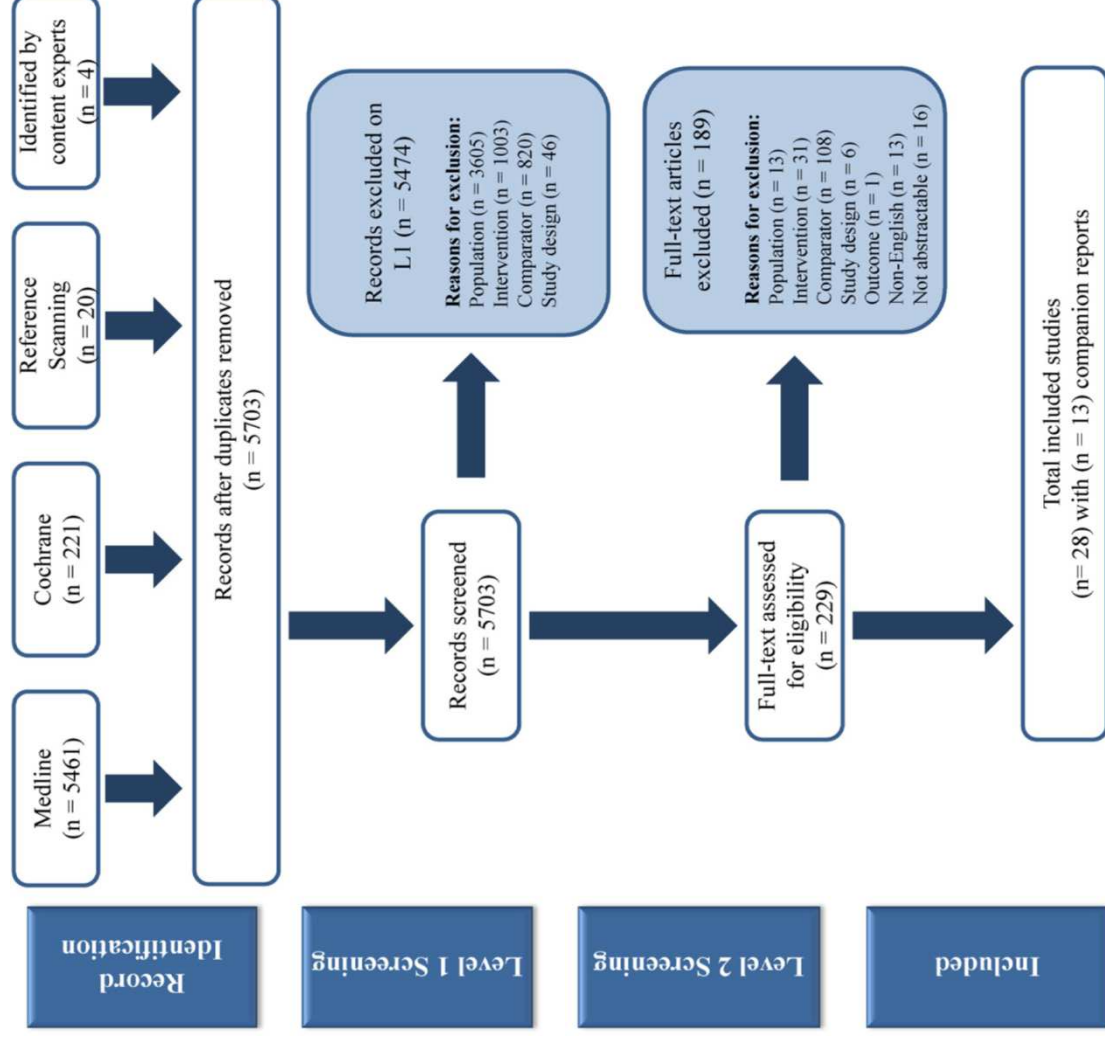 Record
Identification
Medline
(n = 5461)
Cochrane
(n = 221)
Reference
Scanning
(n = 20)
Identified by
content experts
(n = 4)
Records after duplicates removed
(n = 5703)
Level 1 Screening
Records screened
(n = 5703)
Records excluded on
L1 (n = 5474)
Reasons for exclusion:
Population (n = 3605)
Intervention (n = 1003)
Comparator (n = 820)
Study design (n = 46)
Level 2 Screening
Full-text assessed
for eligibility
(n = 229)
Full-text articles
excluded (n = 189)
Reasons for exclusion:
Population (n = 13)
Intervention (n = 31)
Comparator (n = 108)
Study design (n = 6)
Outcome (n = 1)
Non-English (n = 13)
Not abstractable (n = 16)
Included
Total included studies
(n= 28) with (n = 13) companion reports